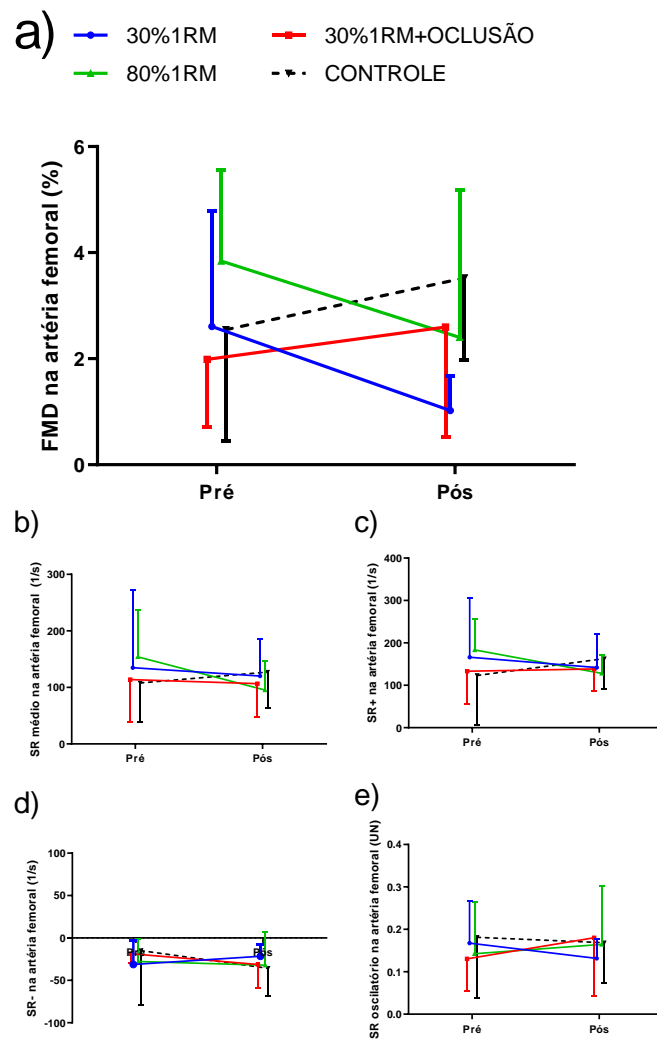 a)
30%1RM
30%1RM+OCLUSÃO
80%1RM
CONTROLE
FMD na artéria femoral (%)
6
4
2
0
Pré
Pós
b)
SR médio na artéria femoral (1/s)
300
200
100
0
Pré
Pós
c)
SR+ na artéria femoral (1/s)
400
300
200
100
0
Pré
Pós
d)
SR- na artéria femoral (1/s)
100
50
0
-50
-100
Pré
Pós
e)
SR oscilatório na artéria femoral (UN)
0.4
0.3
0.2
0.1
0.0
Pré
Pós